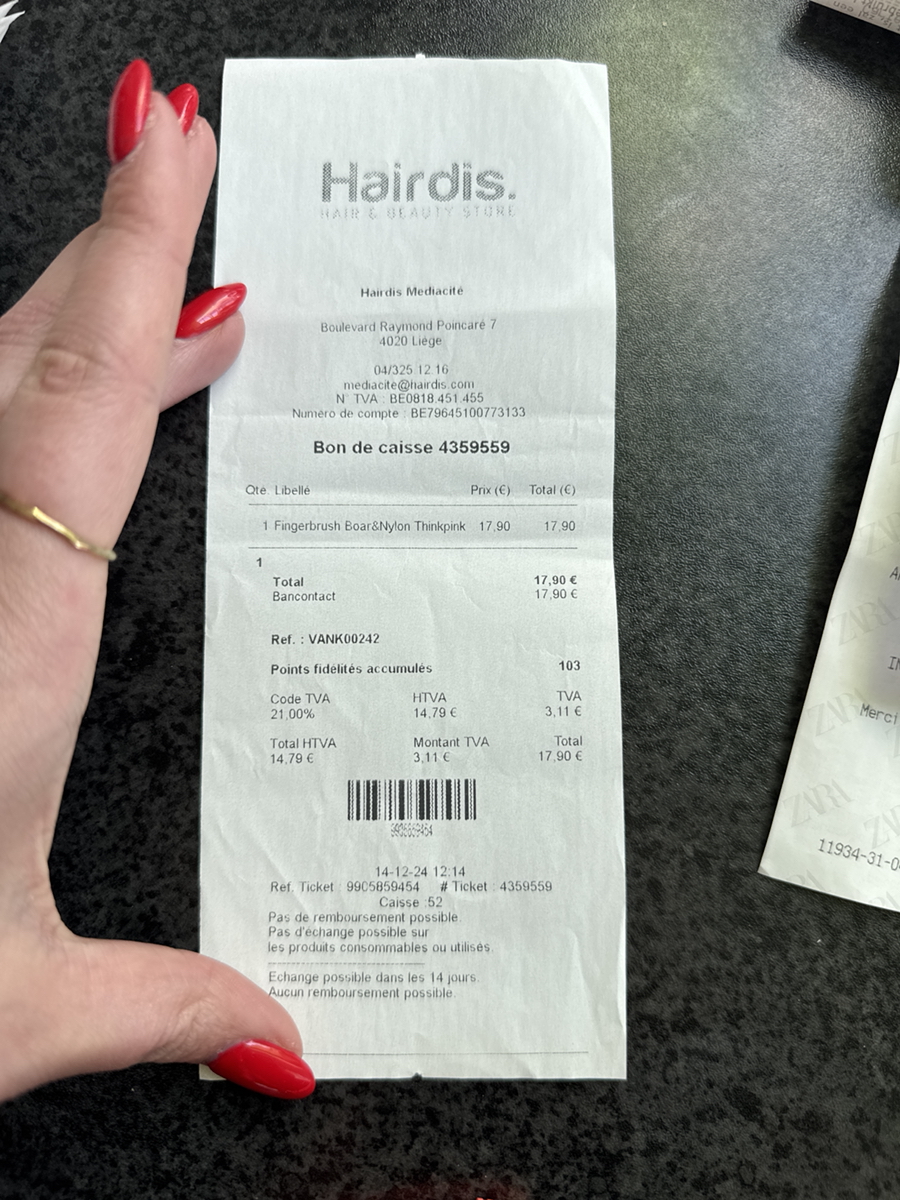 Hairdis.
HAIR & BEAUTY STORE
Hairdis Mediacité
Boulevard Raymond Poincaré 7
4020 Liège
04/325 12 16
mediacite@hairdis.com
N° TVA : BE0818.451.455
Numéro de compte : BE79645100773133
Bon de caisse 4359559
Qté. Libellé Prix (€) Total (€)
1 Fingerbrush Boar&Nylon Thinkpink 17,90 17,90
1
Total 17,90 €
Bancontact 17,90 €
Ref. : VANK00242
Points fidélités accumulés 103
Code TVA HTVA TVA
21,00% 14,79 € 3,11 €
Total HTVA Montant TVA Total
14,79 € 3,11 € 17,90 €
14-12-24 12:14
Ref. Ticket : 9905859454 # Ticket : 4359559
Caisse :52
Pas de remboursement possible.
Pas d'échange possible sur
les produits consommables ou utilisés.
Echange possible dans les 14 jours.
Aucun remboursement possible.
ZARA
ZARA
ZARA
Merci
11934-31-0